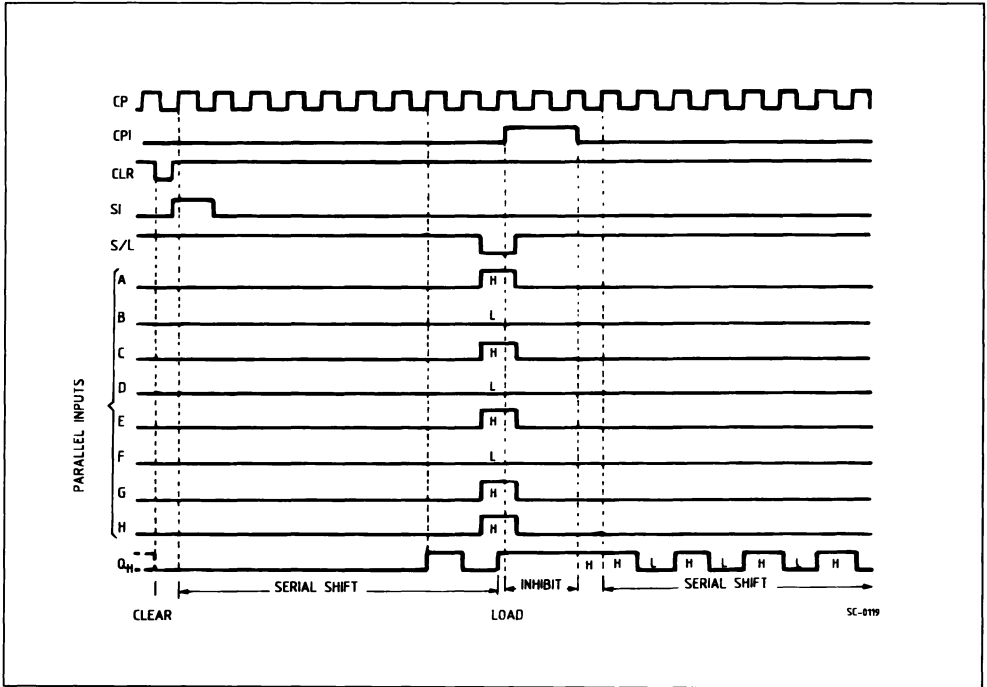 CP
CPI
CLR
SI
S/L
PARALLEL INPUTS
A H
B L
C H
D L
E H
F L
G H
H H
QH H H L H L H L H
SERIAL SHIFT INHIBIT SERIAL SHIFT
CLEAR LOAD SC-0119